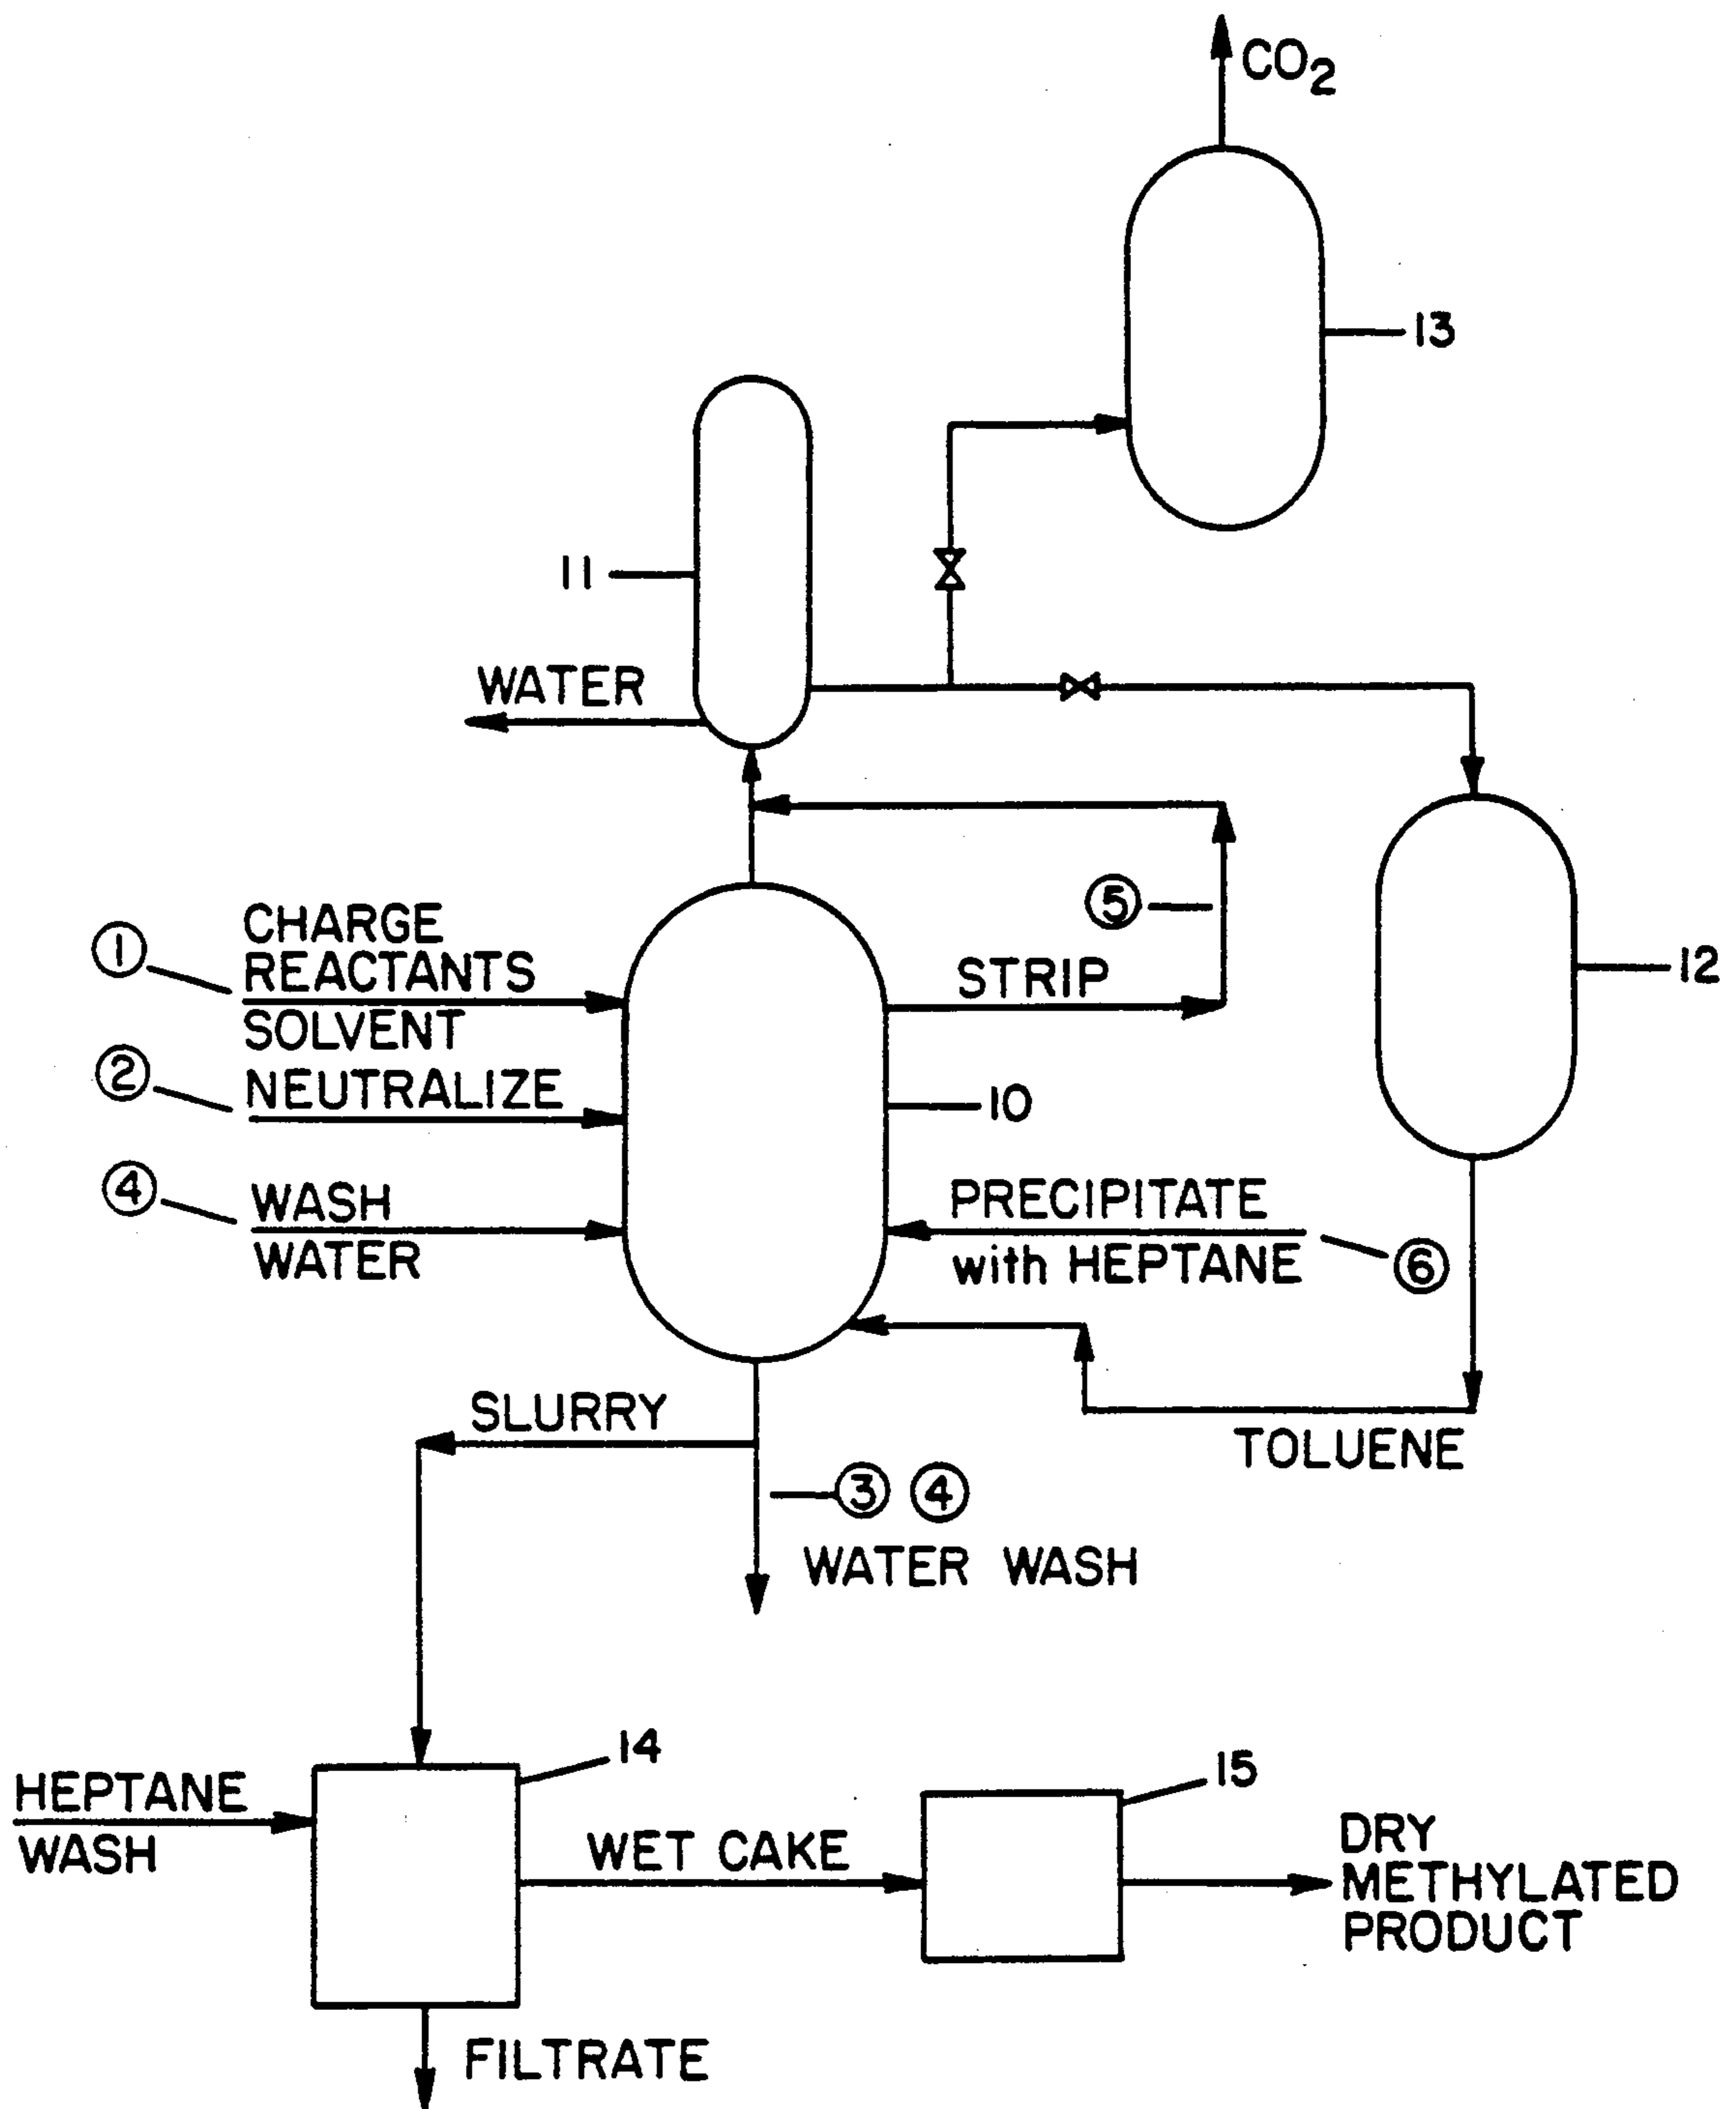 CO2
13
11
WATER
⑤
① CHARGE
REACTANTS
SOLVENT
STRIP
12
② NEUTRALIZE
10
④ WASH
WATER
PRECIPITATE
with HEPTANE
⑥
SLURRY
TOLUENE
③ ④
WATER WASH
14
15
HEPTANE
WASH
WET CAKE
DRY
METHYLATED
PRODUCT
FILTRATE